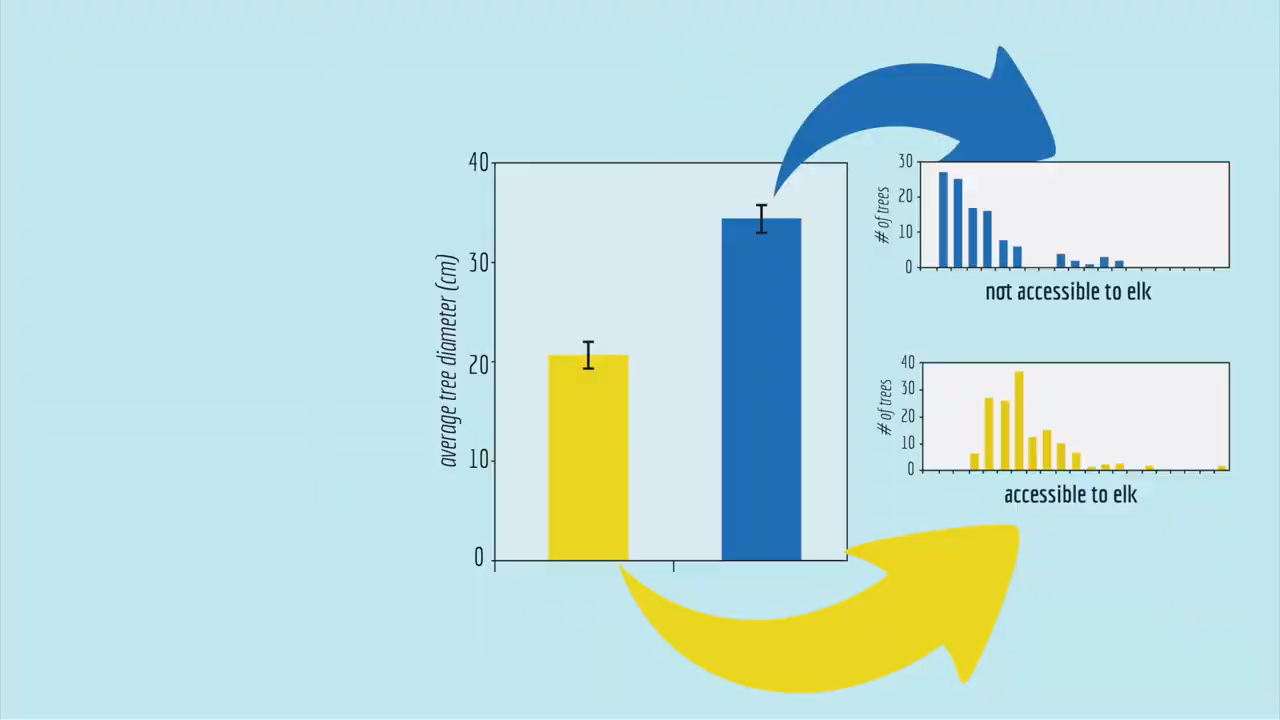 average tree diameter (cm)
40
30
20
10
0
# of trees
30
20
10
0
not accessible to elk
# of trees
40
30
20
10
0
accessible to elk